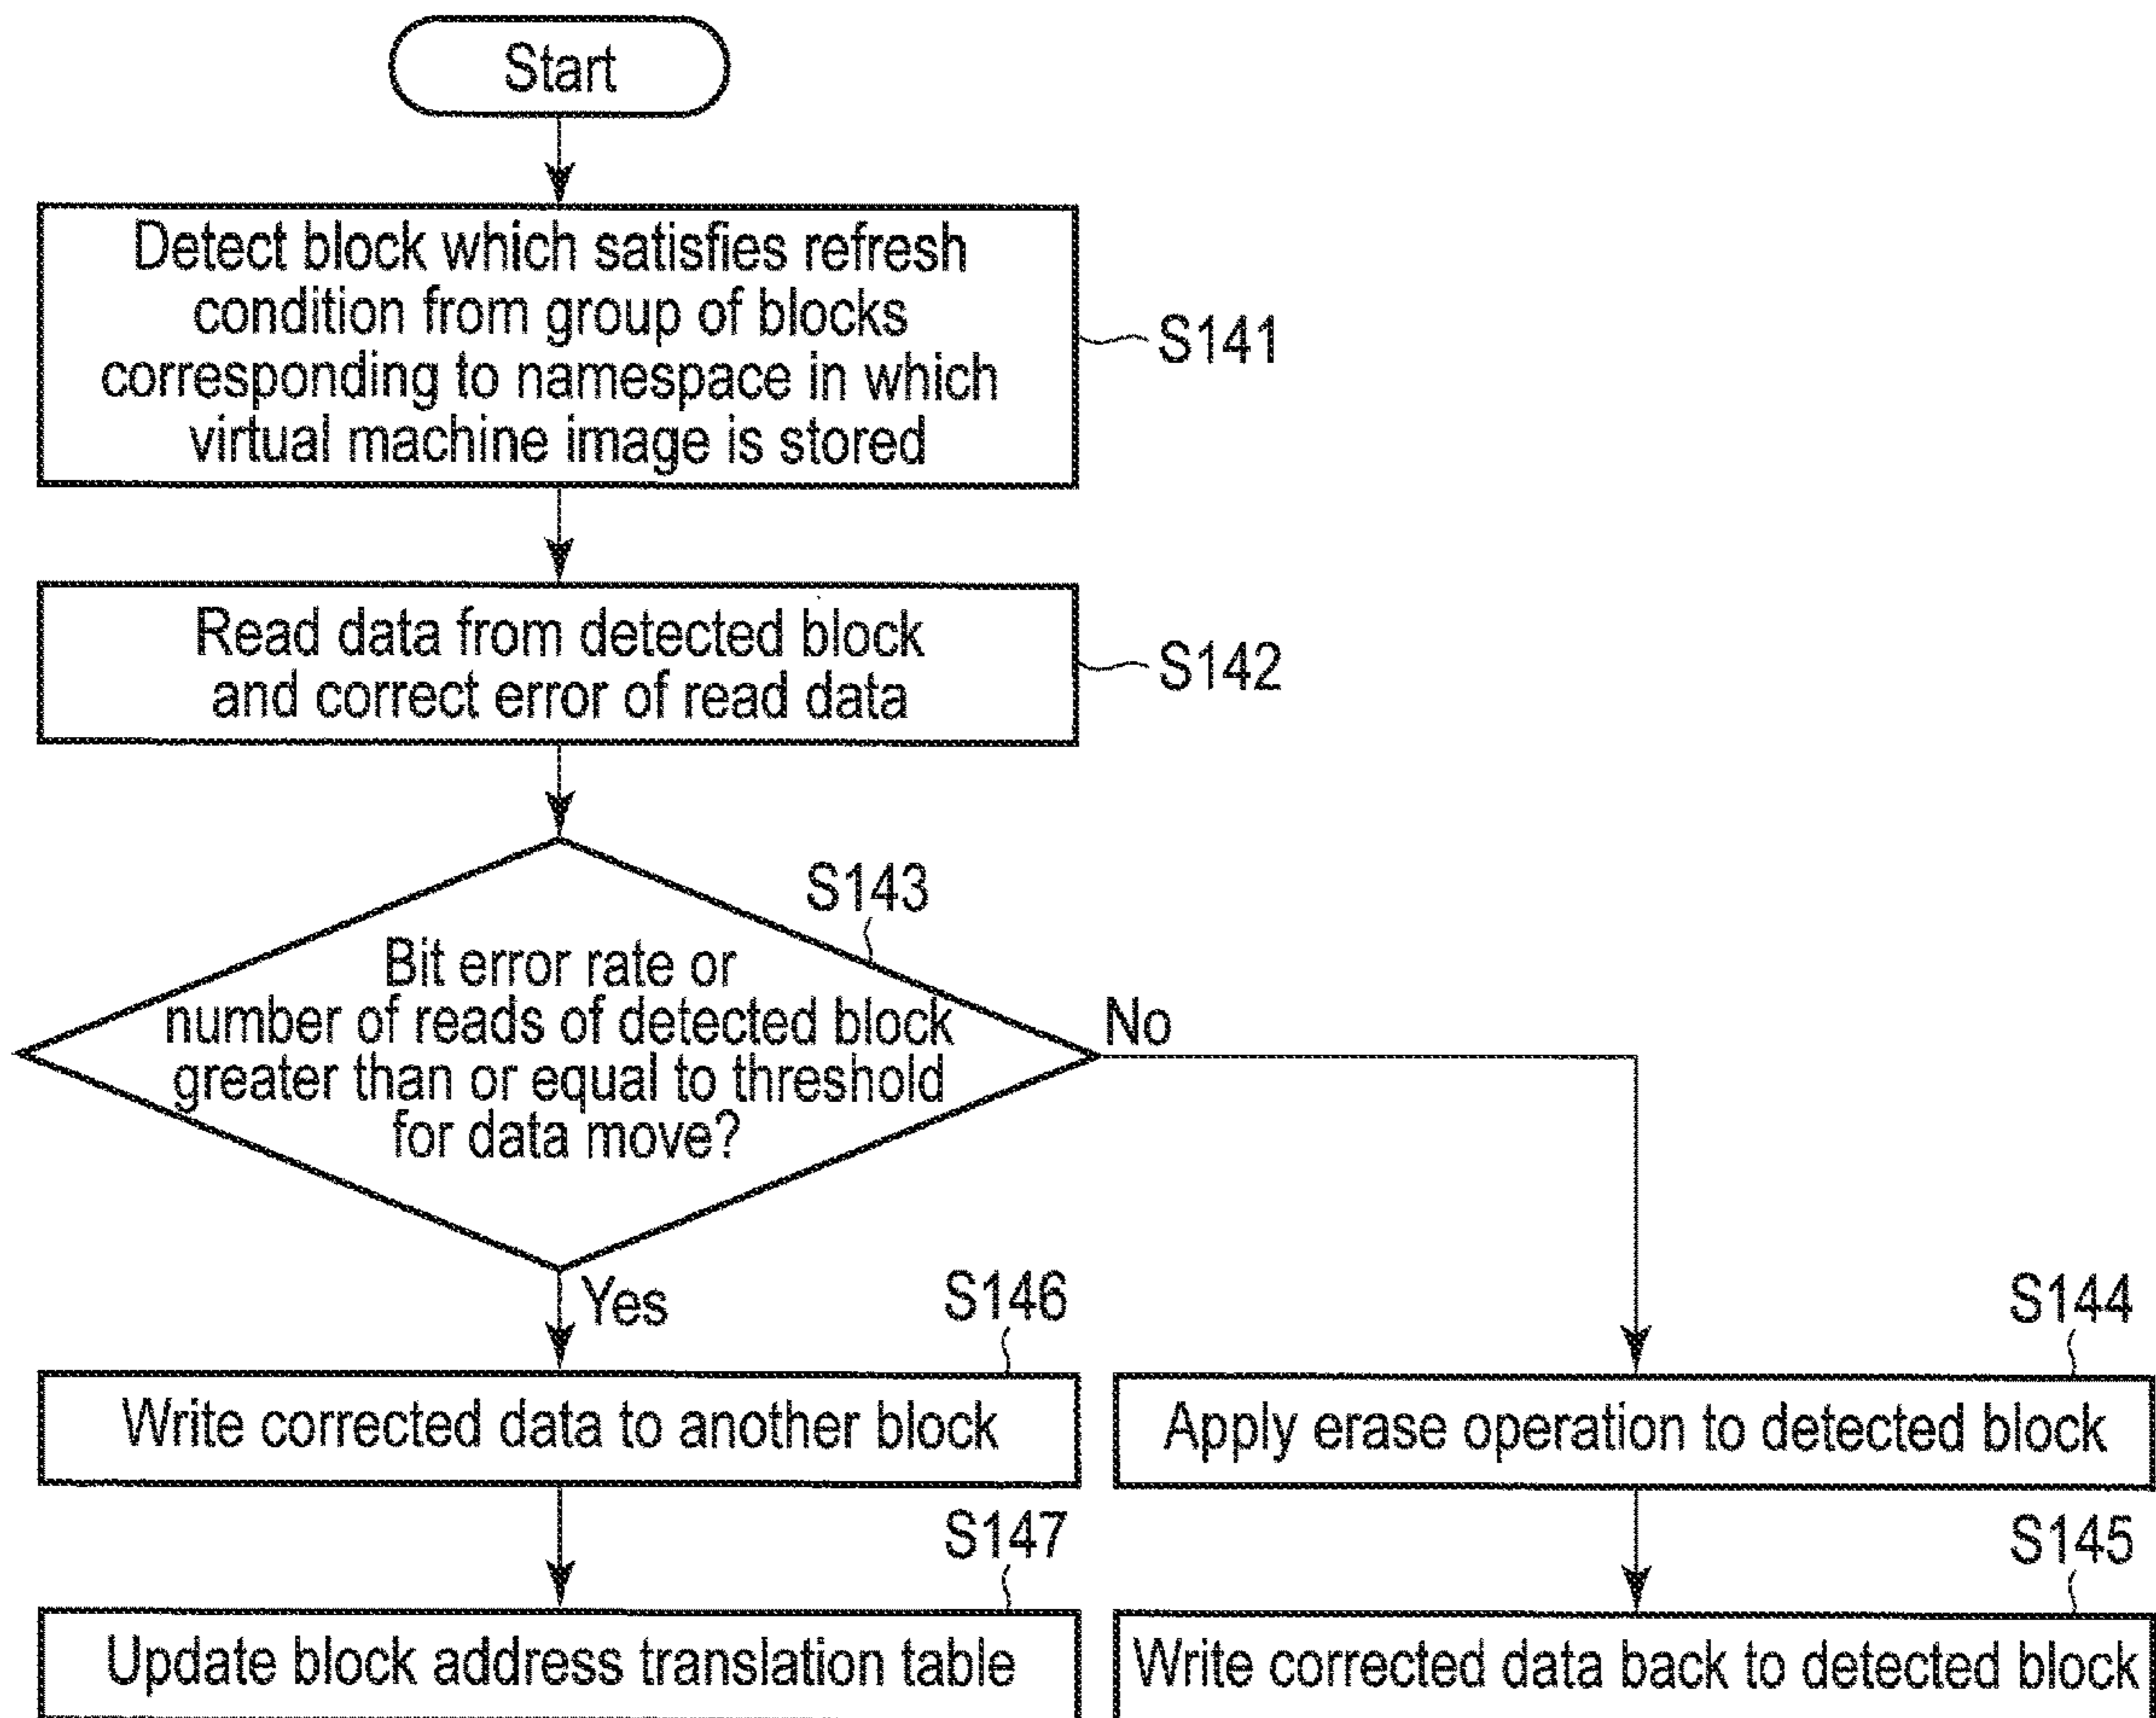 Start
Detect block which satisfies refresh
condition from group of blocks
corresponding to namespace in which
virtual machine image is stored
S141
Read data from detected block
and correct error of read data
S142
S143
Bit error rate or
number of reads of detected block
greater than or equal to threshold
for data move?
No
Yes
S146
Write corrected data to another block
S147
Update block address translation table
S144
Apply erase operation to detected block
S145
Write corrected data back to detected block